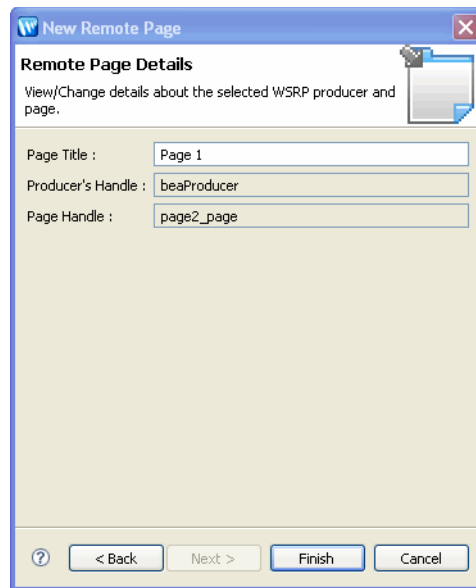 New Remote Page
Remote Page Details
View/Change details about the selected WSRP producer and
page.
Page Title : Page 1
Producer's Handle : beaProducer
Page Handle : page2_page
? < Back Next > Finish Cancel